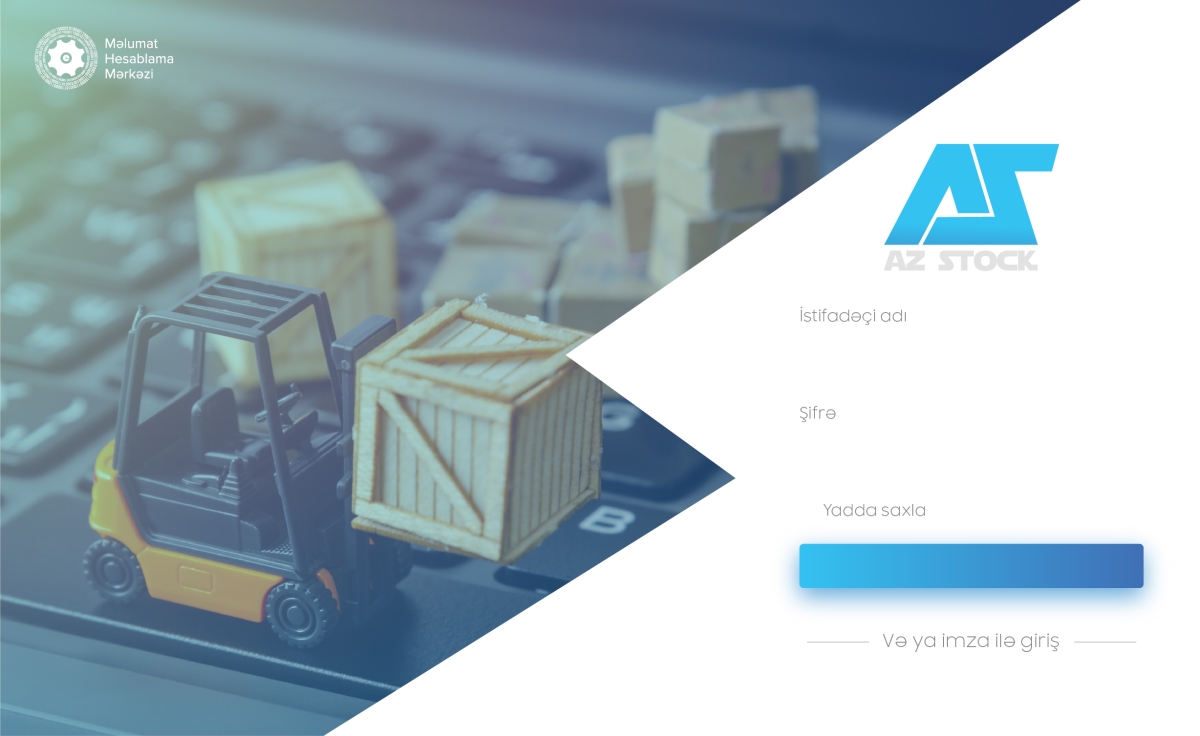 Məlumat
Hesablama
Mərkəzi
AZ STOCK
İstifadəçi adı
Şifrə
Yadda saxla
Və ya imza ilə giriş
B